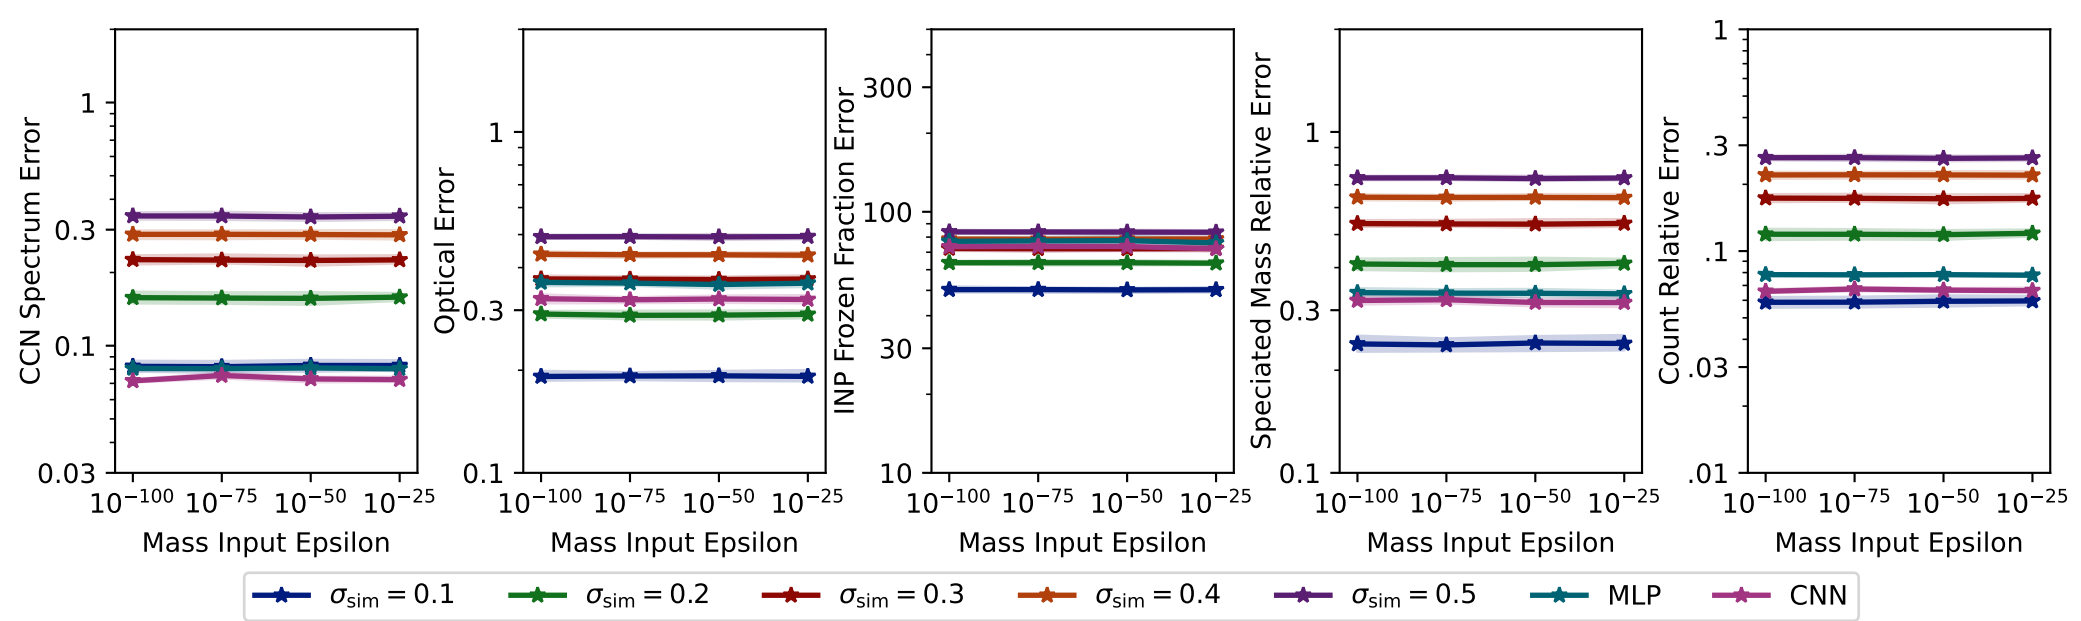 CCN Spectrum Error
1
0.3
0.1
0.03
10⁻¹⁰⁰ 10⁻⁷⁵ 10⁻⁵⁰ 10⁻²⁵
Mass Input Epsilon
Optical Error
1
0.3
0.1
10⁻¹⁰⁰ 10⁻⁷⁵ 10⁻⁵⁰ 10⁻²⁵
Mass Input Epsilon
INP Frozen Fraction Error
300
100
30
10
10⁻¹⁰⁰ 10⁻⁷⁵ 10⁻⁵⁰ 10⁻²⁵
Mass Input Epsilon
Speciated Mass Relative Error
1
0.3
0.1
10⁻¹⁰⁰ 10⁻⁷⁵ 10⁻⁵⁰ 10⁻²⁵
Mass Input Epsilon
Count Relative Error
1
.3
.1
.03
.01
10⁻¹⁰⁰ 10⁻⁷⁵ 10⁻⁵⁰ 10⁻²⁵
Mass Input Epsilon
σ_sim = 0.1 σ_sim = 0.2 σ_sim = 0.3 σ_sim = 0.4 σ_sim = 0.5 MLP CNN